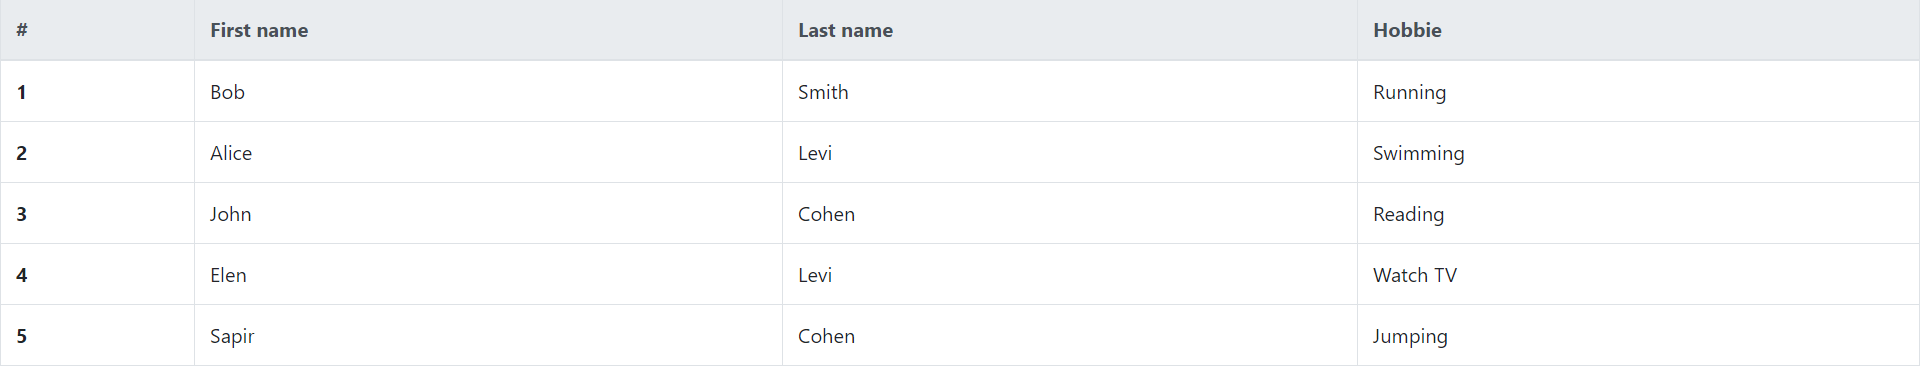 # First name Last name Hobbie
1 Bob Smith Running
2 Alice Levi Swimming
3 John Cohen Reading
4 Elen Levi Watch TV
5 Sapir Cohen Jumping